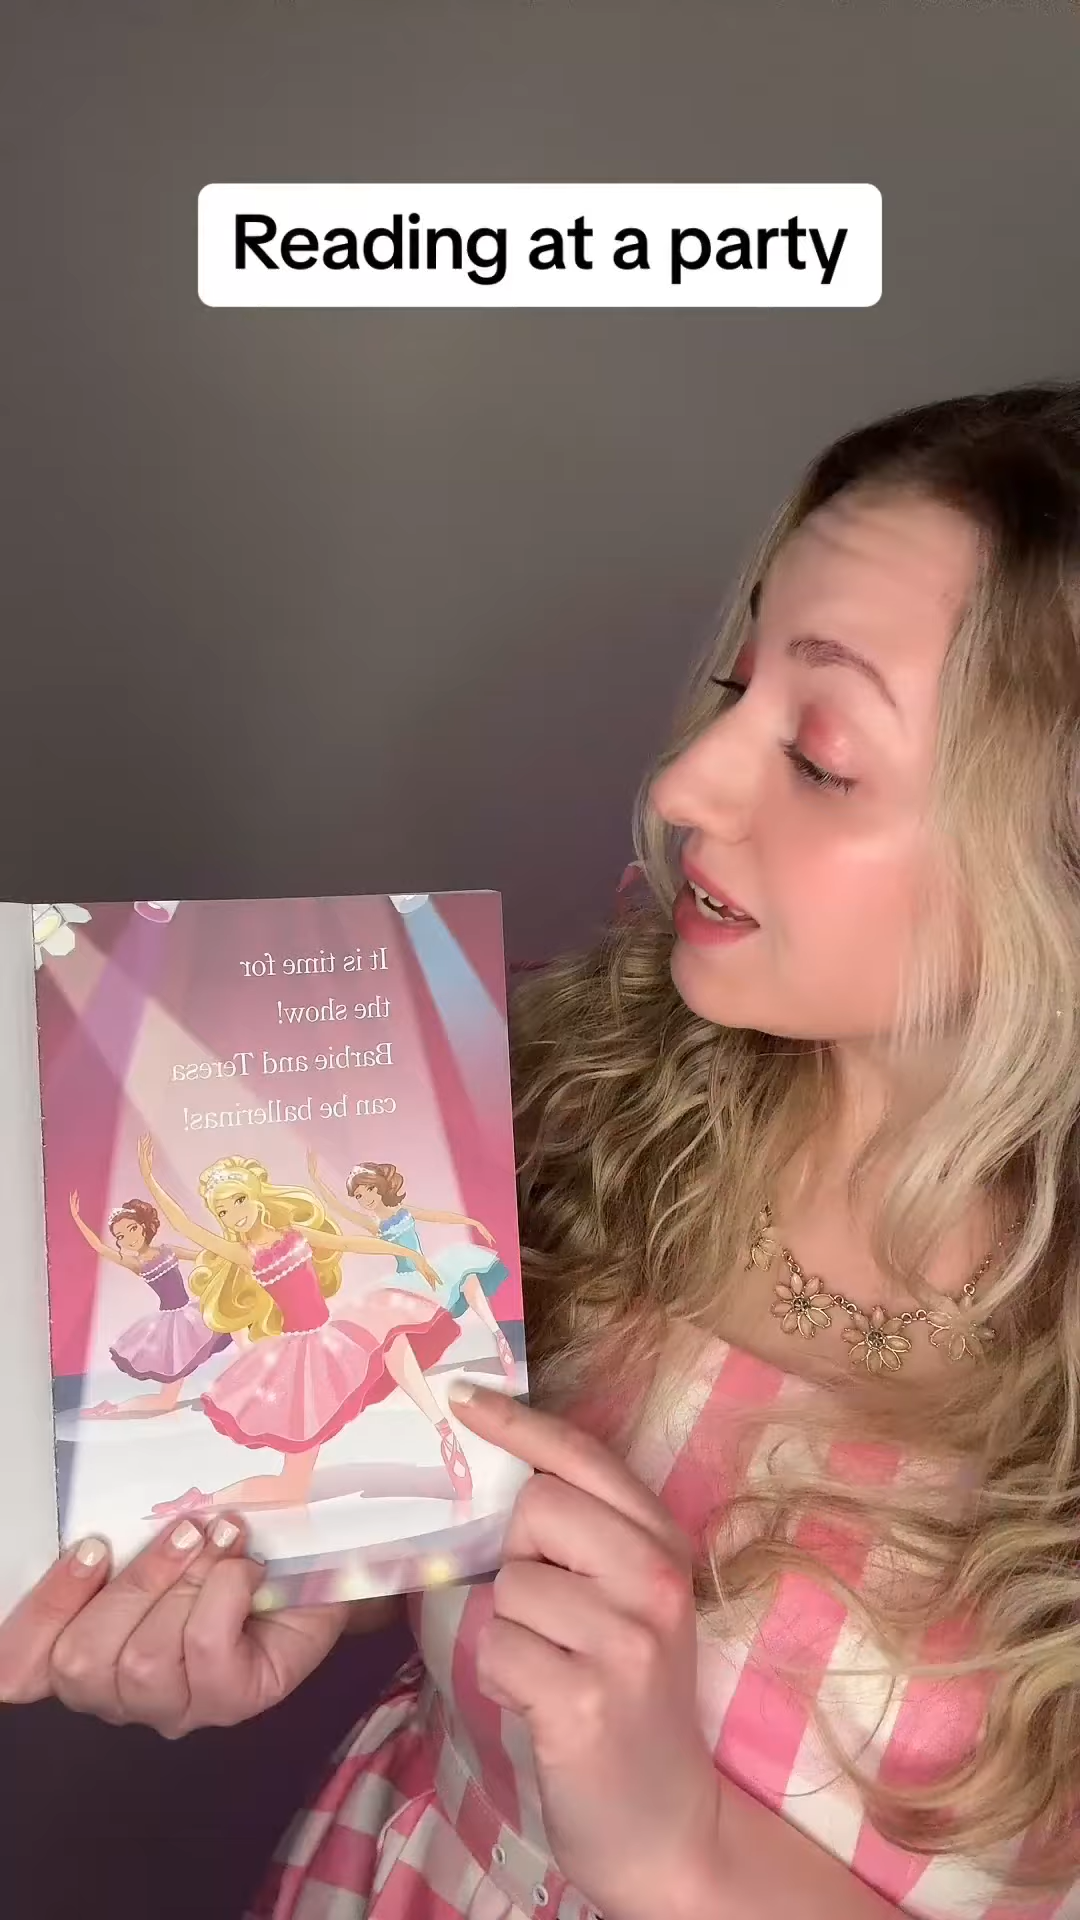 Reading at a party
It is time for
the show!
Barbie and Teresa
can be ballerinas!